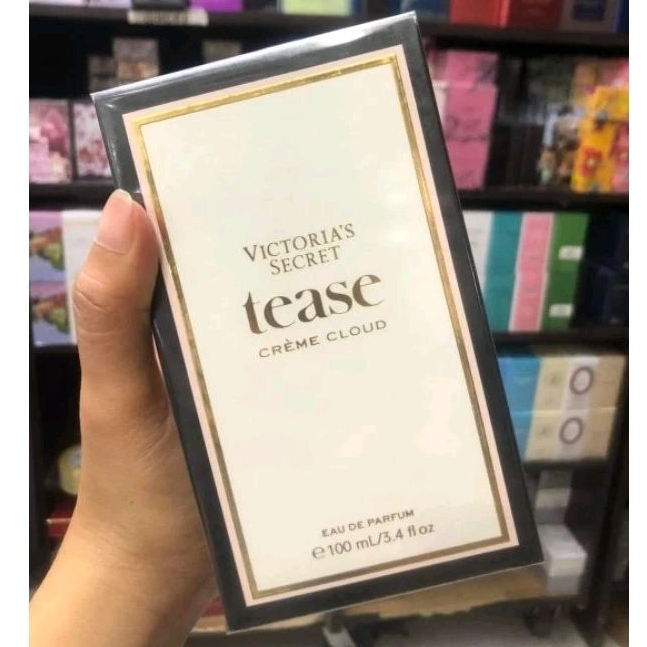 VICTORIA'S
SECRET
tease
CRÈME CLOUD
EAU DE PARFUM
℮100 mL/3.4 fl oz